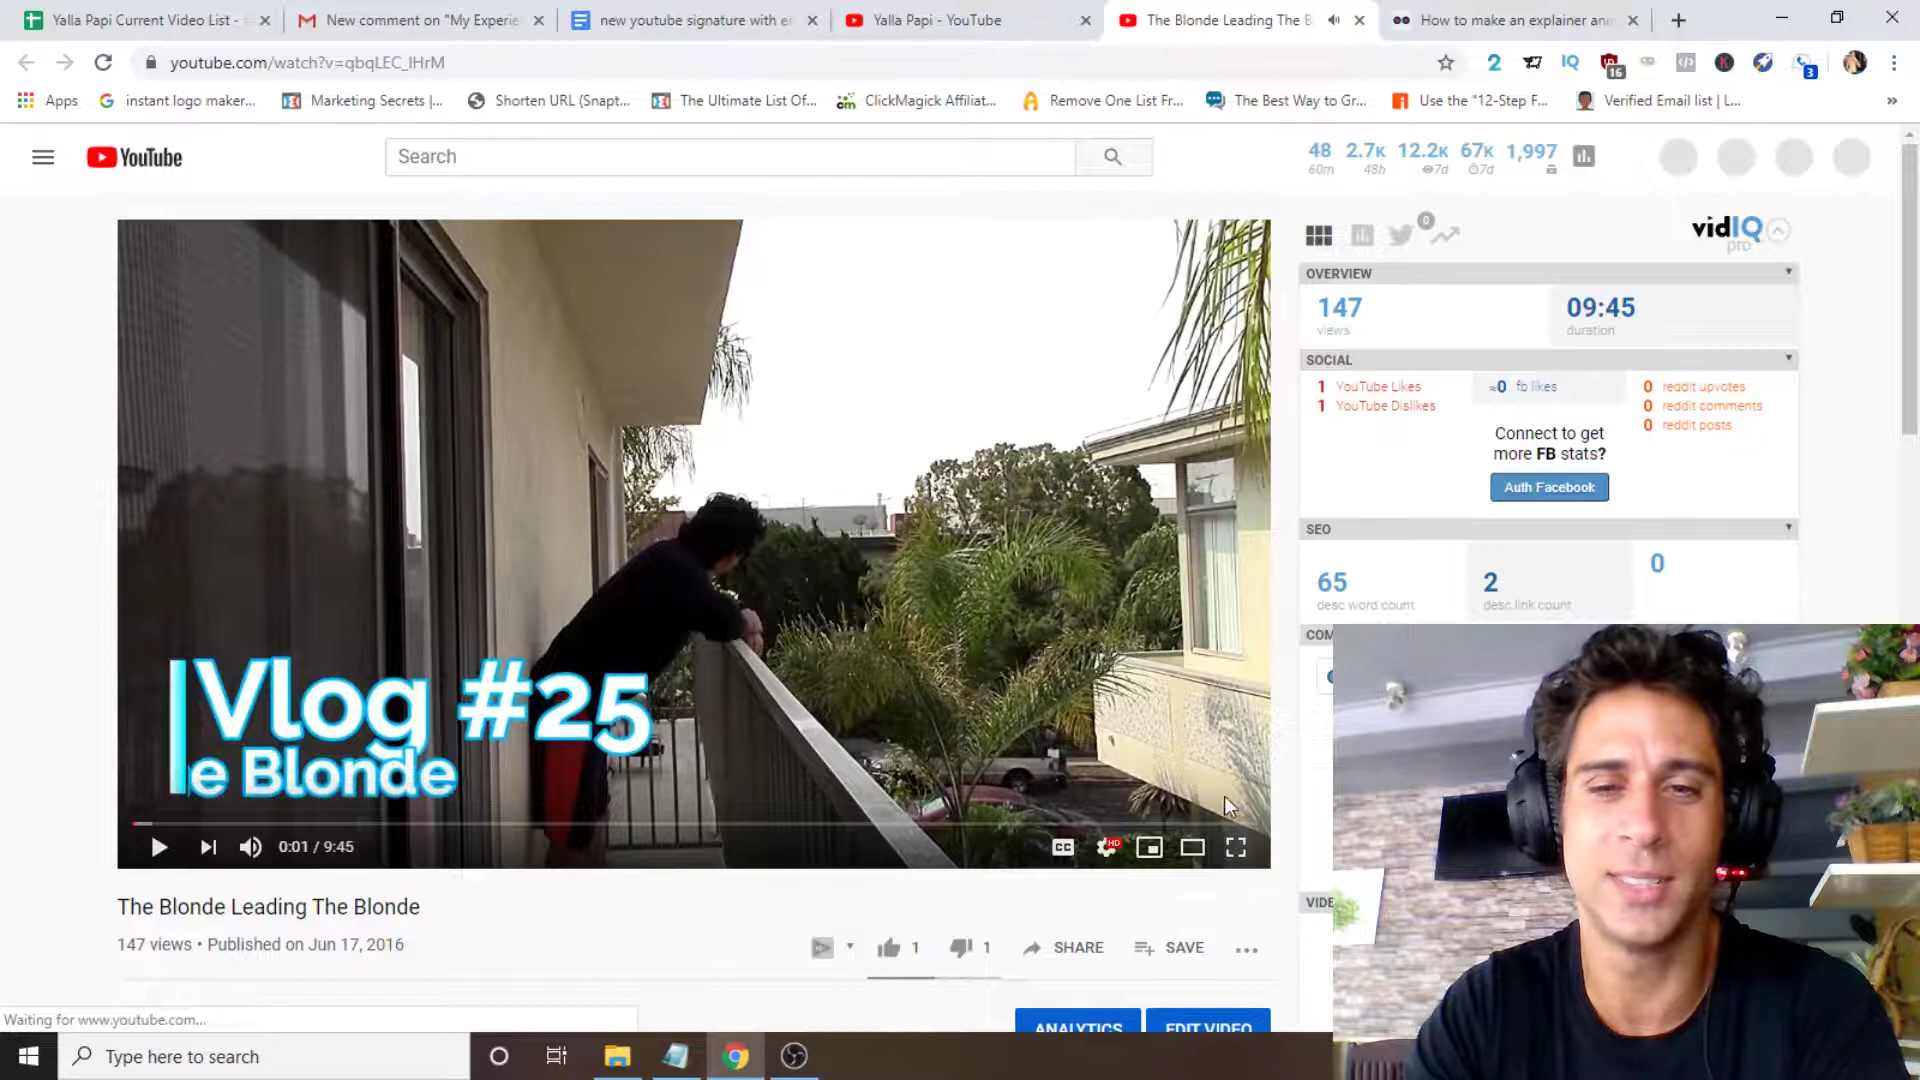 Yalla Papi Current Video List -
New comment on "My Experie
new youtube signature with e
Yalla Papi - YouTube
The Blonde Leading The B
How to make an explainer an
youtube.com/watch?v=qbqLEC_IHrM
2
IQ
16
3
Apps
instant logo maker...
Marketing Secrets |...
Shorten URL (Snapt...
The Ultimate List Of...
ClickMagick Affiliat...
Remove One List Fr...
The Best Way to Gr...
Use the "12-Step F...
Verified Email list | L...
»
YouTube
Search
48 2.7K 12.2K 67K 1,997
60m 48h 7d 7d
0
vidIQ
pro
OVERVIEW
147
views
09:45
duration
SOCIAL
1 YouTube Likes
1 YouTube Dislikes
≈0 fb likes
0 reddit upvotes
0 reddit comments
0 reddit posts
Connect to get
more FB stats?
Auth Facebook
SEO
65
desc word count
2
desc link count
0
COM
Vlog #25
e Blonde
0:01 / 9:45
CC
HD
VIDE
The Blonde Leading The Blonde
147 views • Published on Jun 17, 2016
1
1
SHARE
SAVE
ANALYTICS
EDIT VIDEO
Waiting for www.youtube.com...
Type here to search